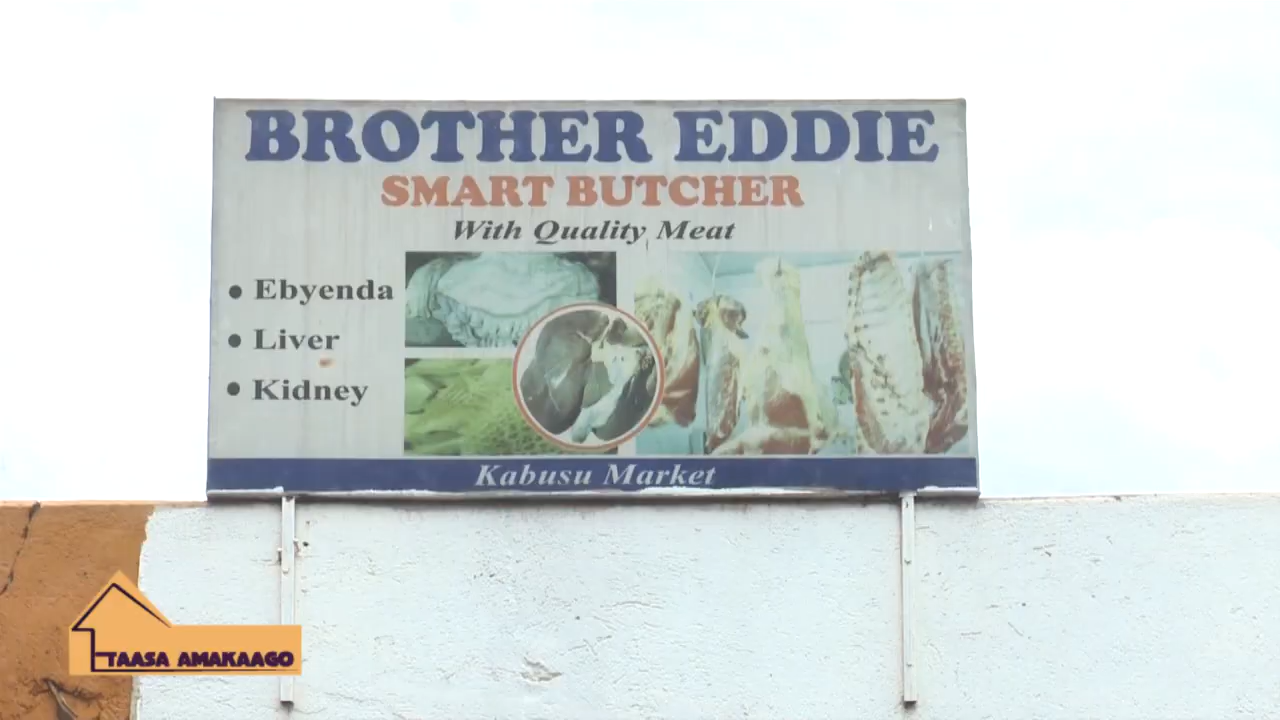 BROTHER EDDIE
SMART BUTCHER
With Quality Meat
• Ebyenda
• Liver
• Kidney
Kabusu Market
TAASA AMAKAAGO